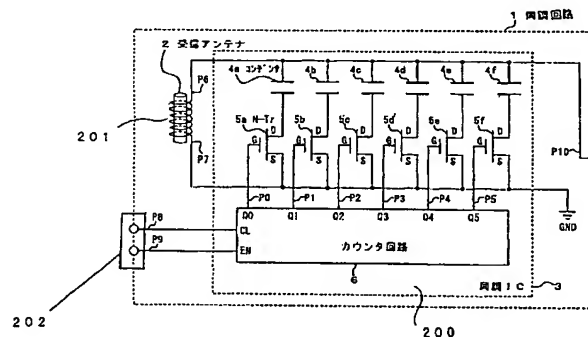 1 同調回路
2 受信アンテナ
P6
4a コンデンサ 4b 4c 4d 4e 4f
201
5a N-Tr 5b 5c 5d 5e 5f
D D D D D D
G G G G G G
S S S S S S
P7
P10
P0 P1 P2 P3 P4 P5
GND
Q0 Q1 Q2 Q3 Q4 Q5
P8 CL
P9 EN
カウンタ回路
6
同調IC 3
202
200